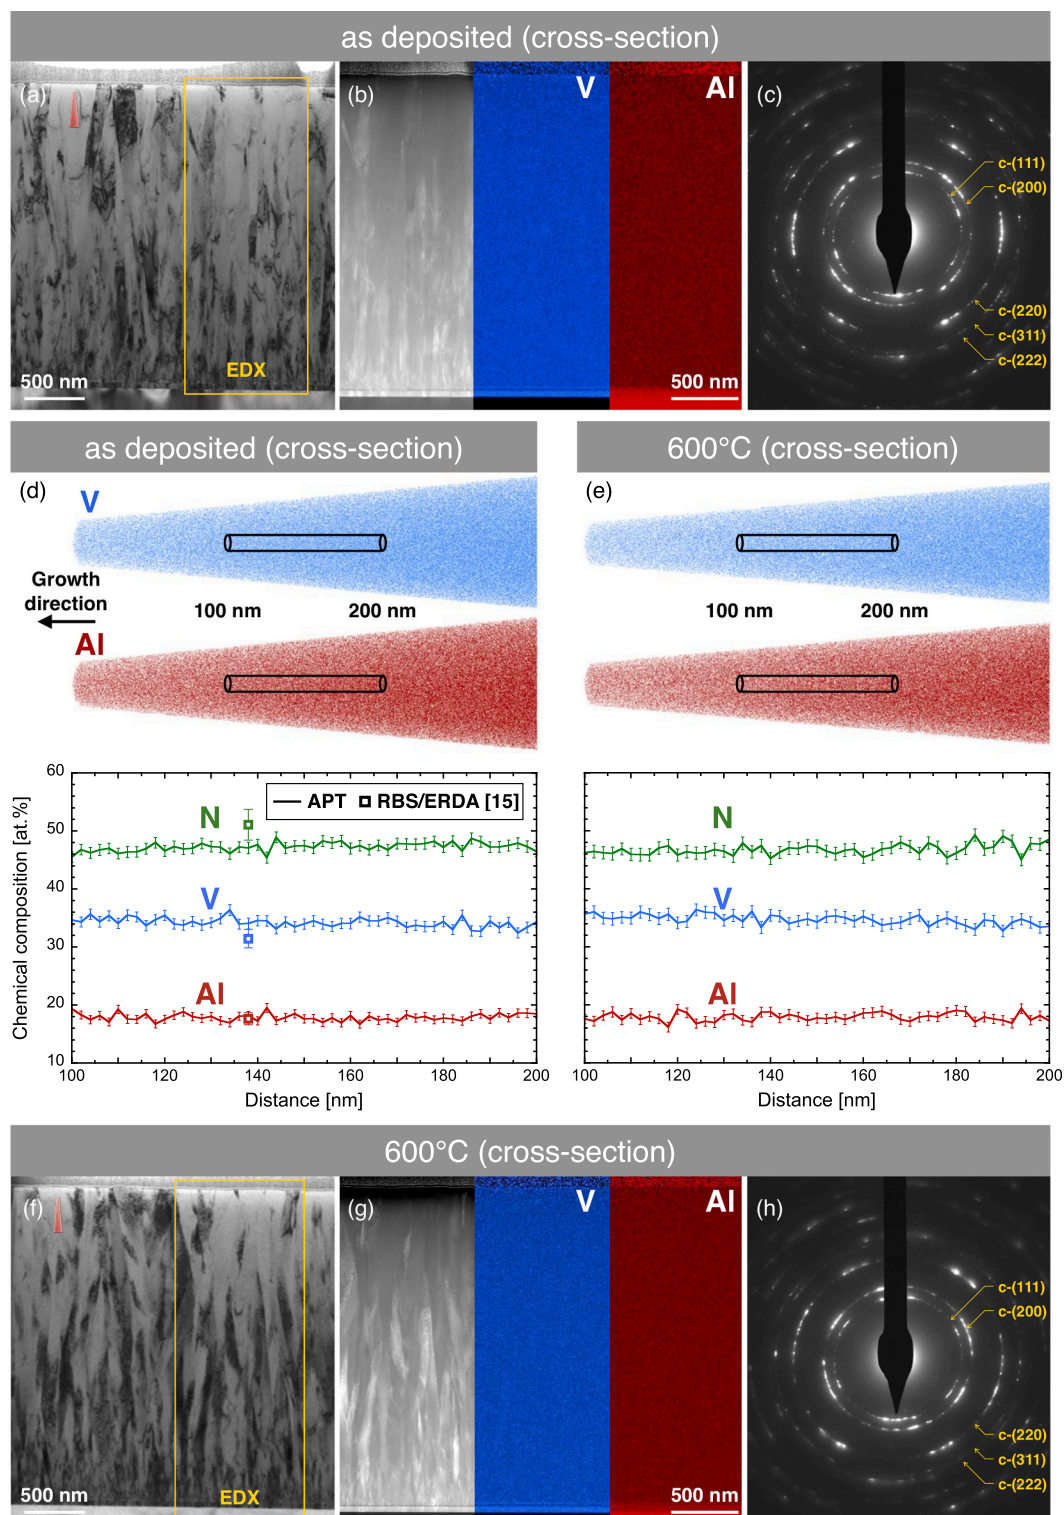 as deposited (cross-section)
(a)
EDX
500 nm
(b)
V
Al
500 nm
(c)
c-(111)
c-(200)
c-(220)
c-(311)
c-(222)
as deposited (cross-section)
(d)
V
Growth
direction
100 nm 200 nm
Al
600°C (cross-section)
(e)
100 nm 200 nm
Chemical composition [at.%]
60
50
40
30
20
10
N
V
Al
APT RBS/ERDA [15]
100 120 140 160 180 200
Distance [nm]
N
V
Al
100 120 140 160 180 200
Distance [nm]
600°C (cross-section)
(f)
EDX
500 nm
(g)
V
Al
500 nm
(h)
c-(111)
c-(200)
c-(220)
c-(311)
c-(222)